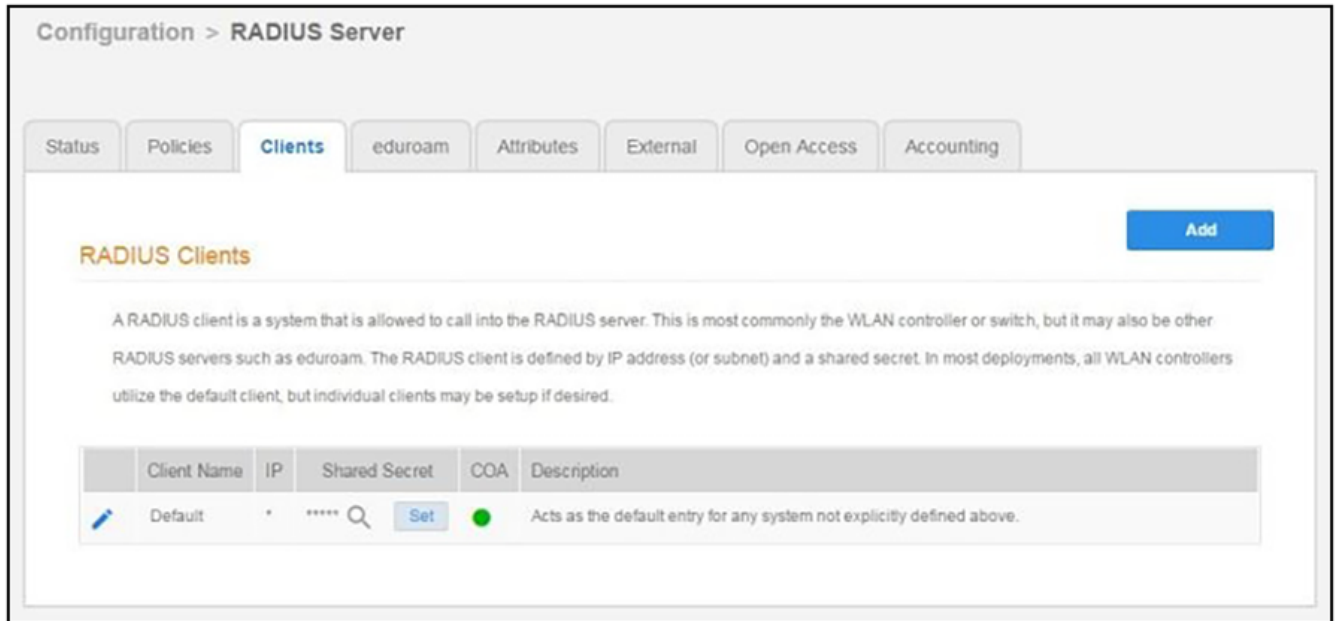 Configuration > RADIUS Server
Status Policies Clients eduroam Attributes External Open Access Accounting
Add
RADIUS Clients
A RADIUS client is a system that is allowed to call into the RADIUS server. This is most commonly the WLAN controller or switch, but it may also be other
RADIUS servers such as eduroam. The RADIUS client is defined by IP address (or subnet) and a shared secret. In most deployments, all WLAN controllers
utilize the default client, but individual clients may be setup if desired.
Client Name IP Shared Secret COA Description
Default * ***** Set Acts as the default entry for any system not explicitly defined above.